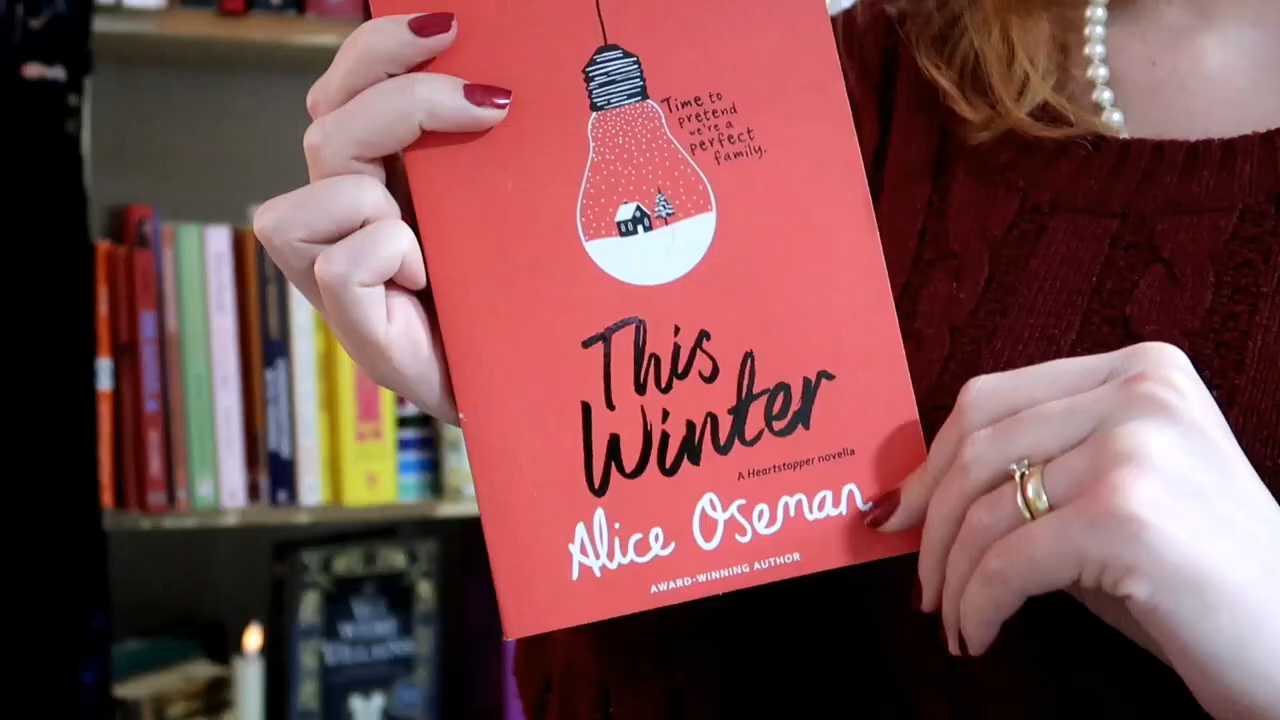 Time to
pretend
we're a
perfect
family.
This
Winter
A Heartstopper novella
Alice Oseman
AWARD-WINNING AUTHOR